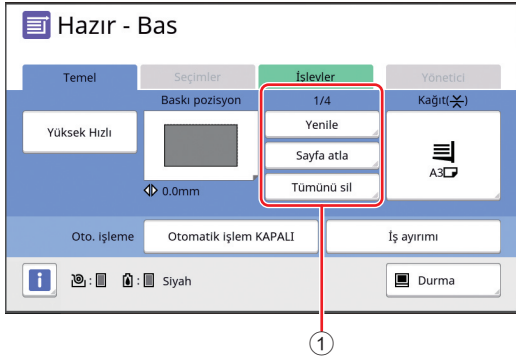 Hazır - Bas
Temel
Seçimler
İşlevler
Yönetici
Baskı pozisyon
1/4
Kağıt(
)
Yüksek Hızlı
Yenile
Sayfa atla
Tümünü sil
A3
0.0mm
Oto. işleme
Otomatik işlem KAPALI
İş ayırımı
i
:
:
Siyah
Durma
1